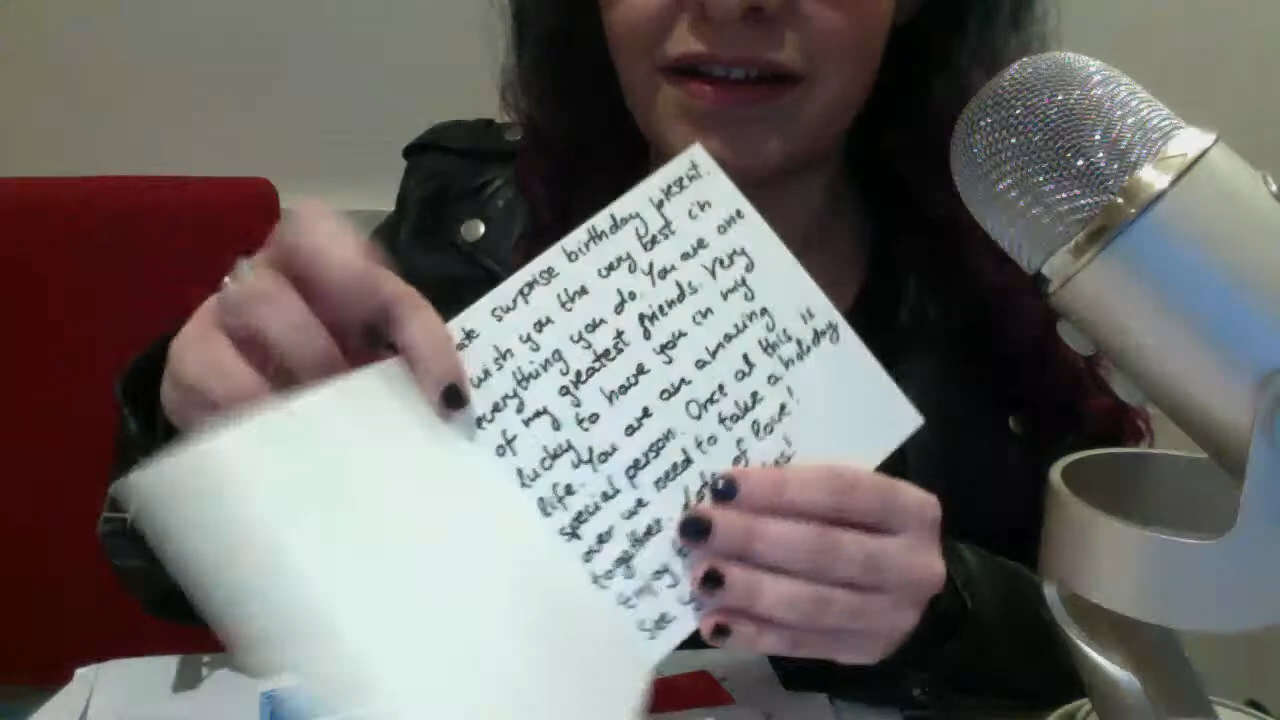 surprise birthday present.
wish you the very best in
everything you do. You are one
of my greatest friends. Very
lucky to have you in my
life. You are an amazing
special person. Once all this is
over we need to take a holiday
together. Lots of love!
See